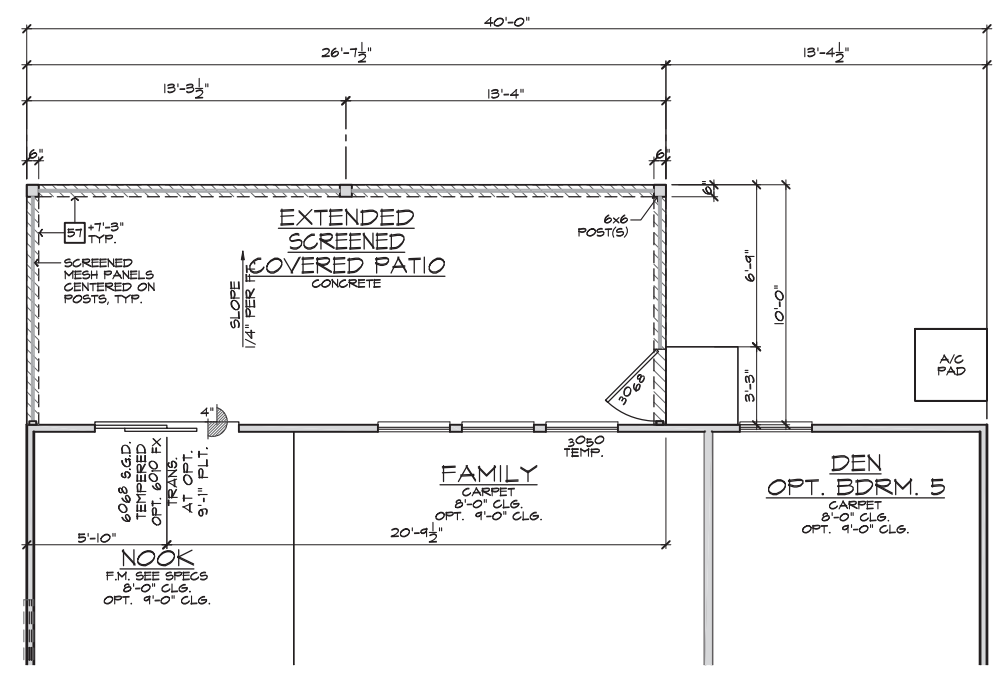 40'-0"
26'-7½"
13'-4½"
13'-3½"
13'-4"
6"
6"
6"
57
+7'-3"
TYP.
EXTENDED
SCREENED
COVERED PATIO
CONCRETE
6x6
POST(S)
SCREENED
MESH PANELS
CENTERED ON
POSTS, TYP.
SLOPE
1/4" PER FT.
6'-9"
10'-0"
3'-3"
A/C
PAD
3068
4"
6068 S.G.D.
TEMPERED
OPT. 6010 FX
TRANS.
AT OPT.
9'-1" PLT.
3050
TEMP.
FAMILY
CARPET
8'-0" CLG.
OPT. 9'-0" CLG.
DEN
OPT. BDRM. 5
CARPET
8'-0" CLG.
OPT. 9'-0" CLG.
5'-10"
20'-9½"
NOOK
F.M. SEE SPECS
8'-0" CLG.
OPT. 9'-0" CLG.